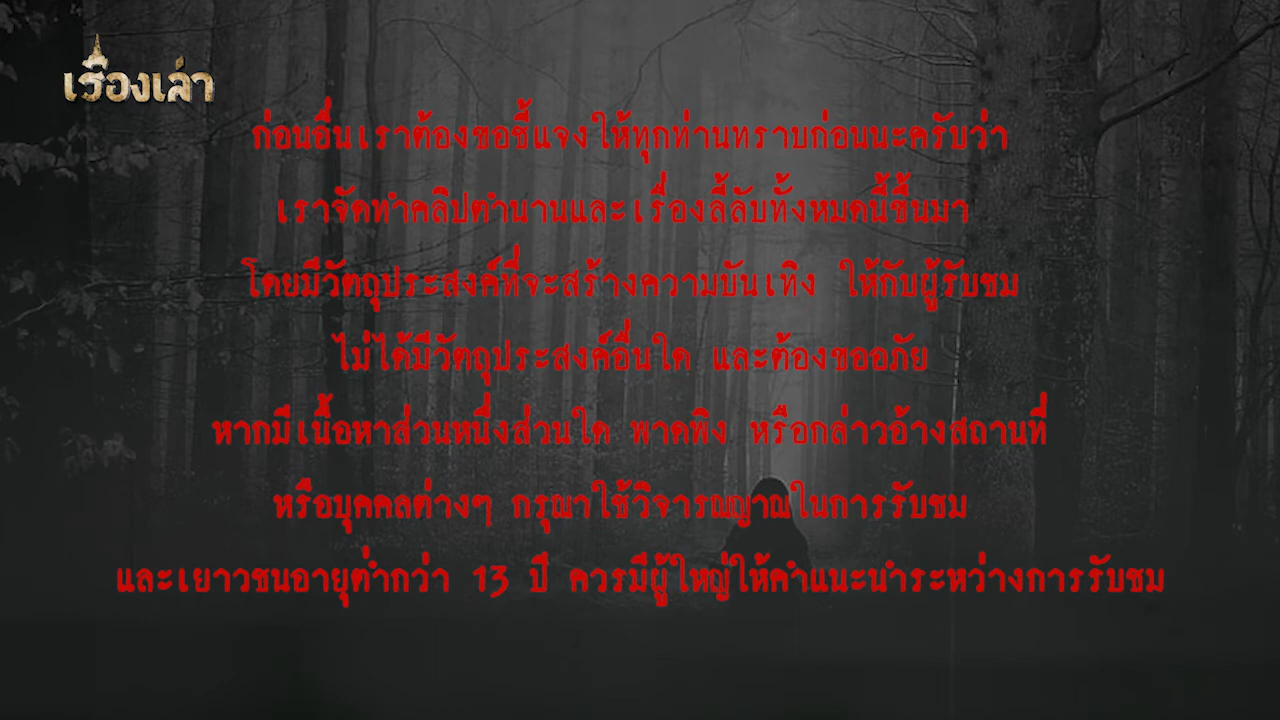 เรื่องเล่า
ก่อนอื่นเราต้องขอชี้แจงให้ทุกท่านทราบก่อนนะครับว่า
เราจัดทำคลิปตำนานและเรื่องลี้ลับทั้งหมดนี้ขึ้นมา
โดยมีวัตถุประสงค์ที่จะสร้างความบันเทิง ให้กับผู้รับชม
ไม่ได้มีวัตถุประสงค์อื่นใด และต้องขออภัย
หากมีเนื้อหาส่วนหนึ่งส่วนใด พาดพิง หรือกล่าวอ้างสถานที่
หรือบุคคลต่างๆ กรุณาใช้วิจารณญาณในการรับชม
และเยาวชนอายุต่ำกว่า 13 ปี ควรมีผู้ใหญ่ให้คำแนะนำระหว่างการรับชม